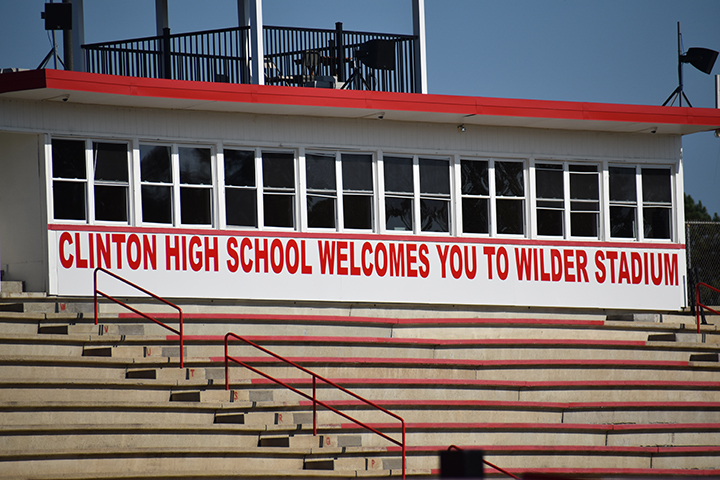 CLINTON HIGH SCHOOL WELCOMES YOU TO WILDER STADIUM